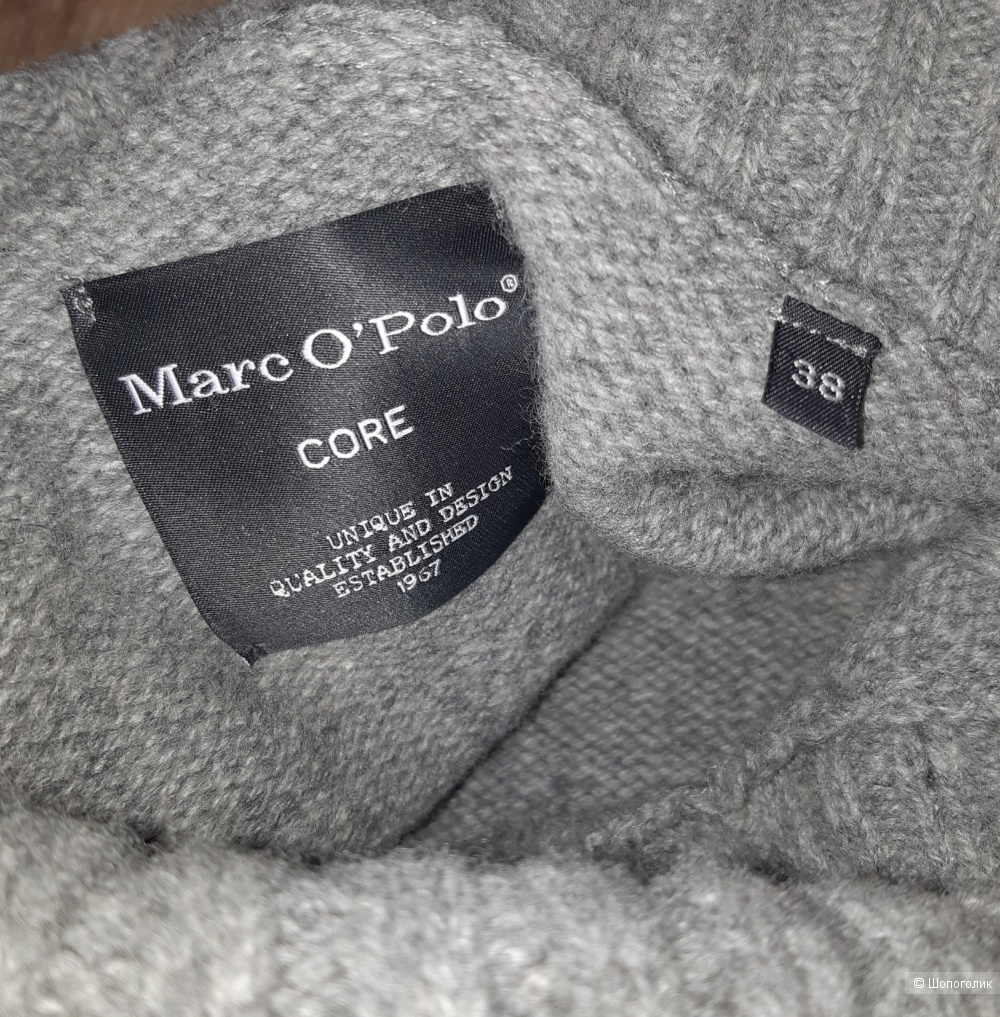 Marc O'Polo®
CORE
UNIQUE IN
QUALITY AND DESIGN
ESTABLISHED
1967
38
© Шопоголик